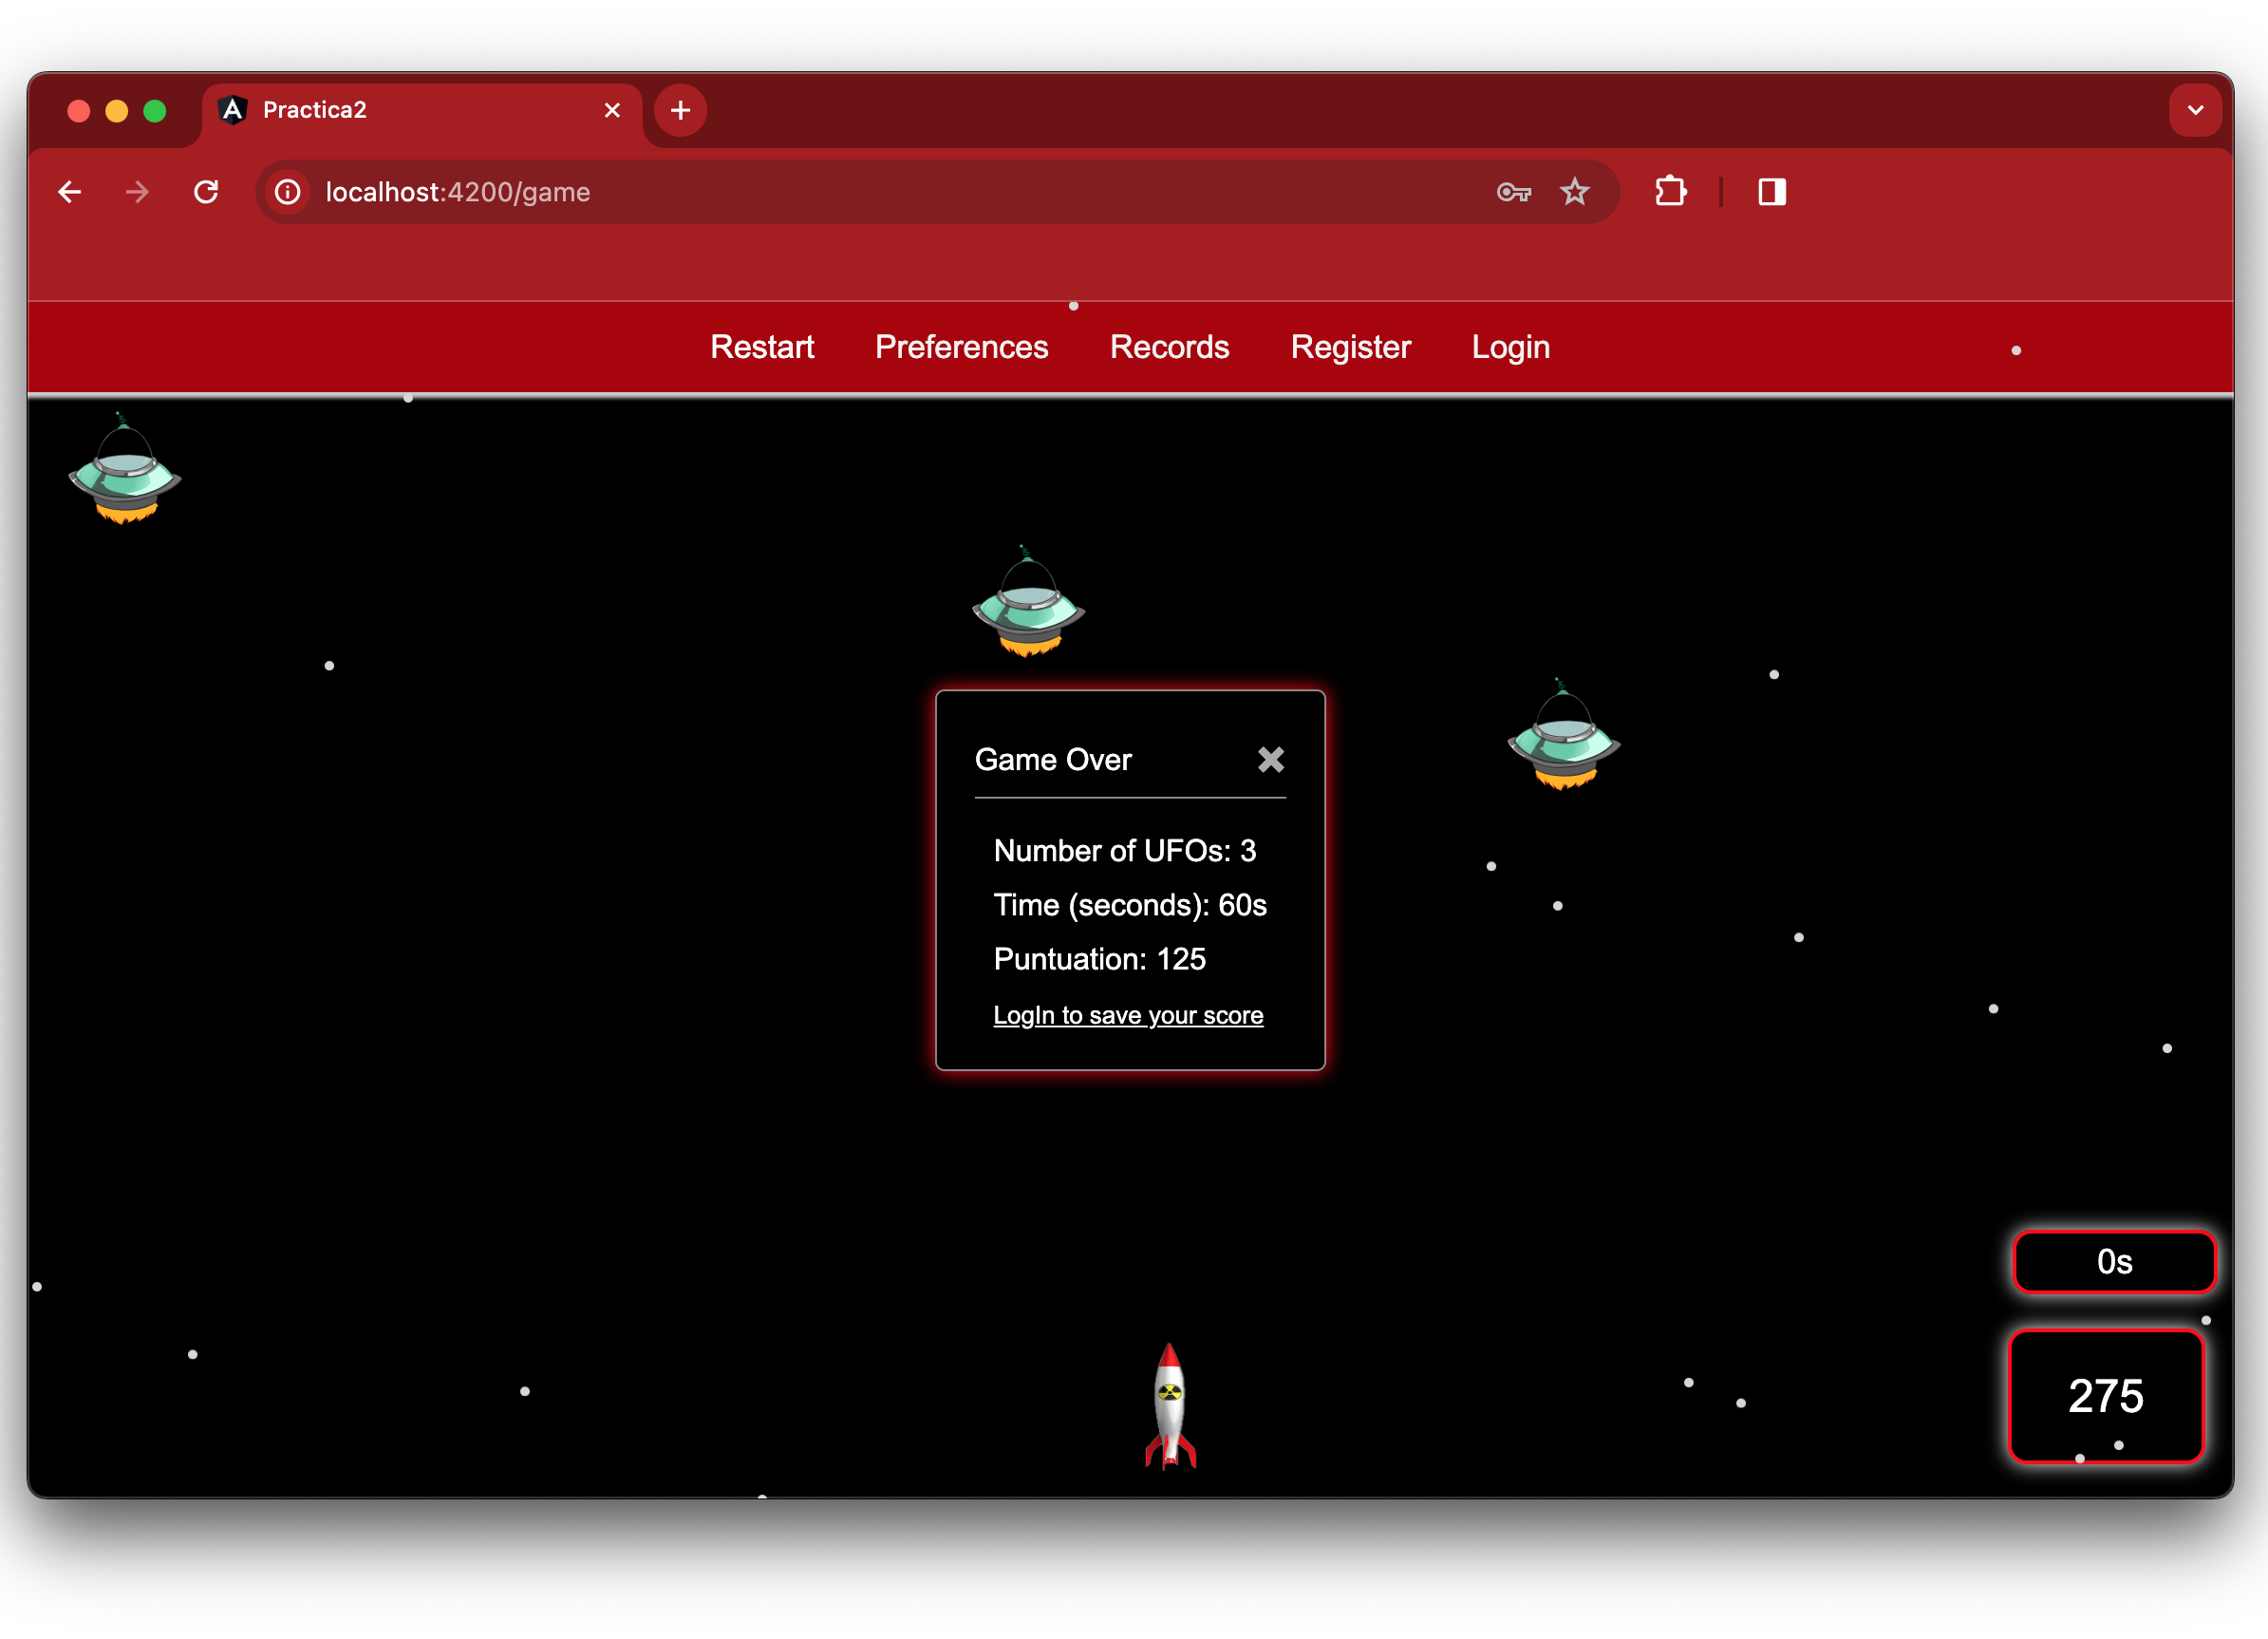 Practica2
localhost:4200/game
Restart Preferences Records Register Login
Game Over
Number of UFOs: 3
Time (seconds): 60s
Puntuation: 125
LogIn to save your score
0s
275